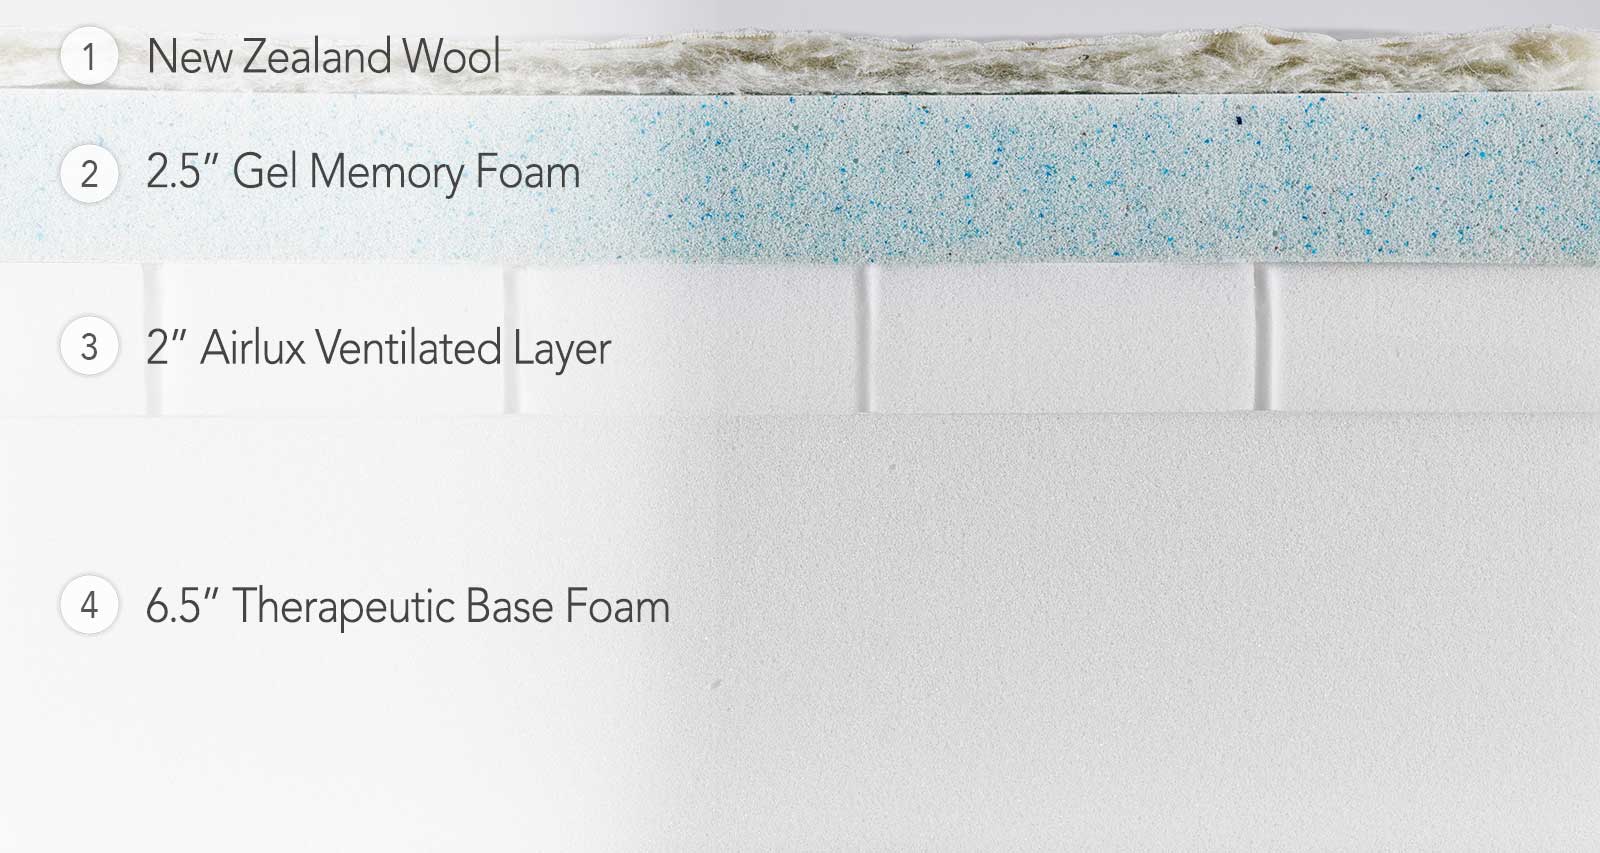 1 New Zealand Wool
2 2.5” Gel Memory Foam
3 2” Airlux Ventilated Layer
4 6.5” Therapeutic Base Foam